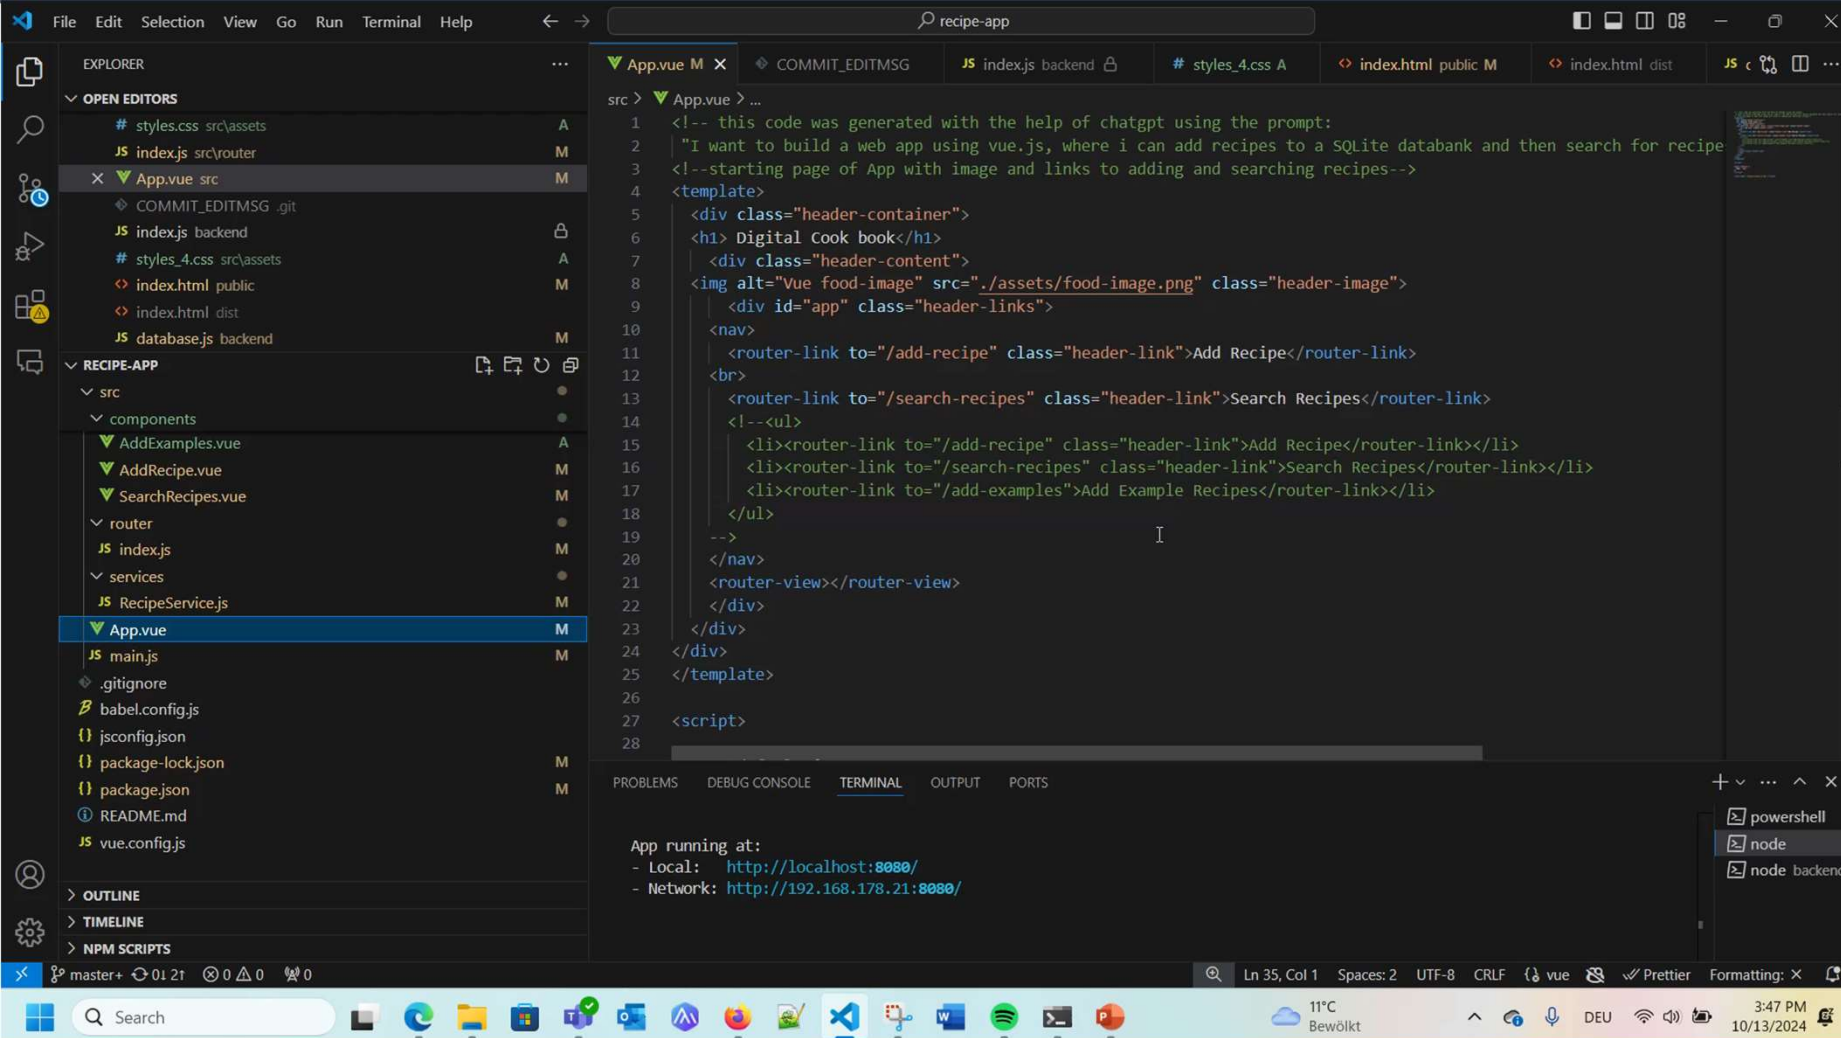 File Edit Selection View Go Run Terminal Help
recipe-app
EXPLORER
OPEN EDITORS
styles.css src\assets A
index.js src\router M
App.vue src M
COMMIT_EDITMSG .git
index.js backend
styles_4.css src\assets A
index.html public M
index.html dist
database.js backend M
RECIPE-APP
src
components
AddExamples.vue A
AddRecipe.vue M
SearchRecipes.vue M
router
index.js M
services
RecipeService.js M
App.vue M
main.js M
.gitignore
babel.config.js
jsconfig.json
package-lock.json M
package.json M
README.md
vue.config.js
OUTLINE
TIMELINE
NPM SCRIPTS
App.vue M COMMIT_EDITMSG JS index.js backend # styles_4.css A index.html public M index.html dist JS c
src > App.vue > ...
1 <!-- this code was generated with the help of chatgpt using the prompt:
2 "I want to build a web app using vue.js, where i can add recipes to a SQLite databank and then search for recipe
3 <!--starting page of App with image and links to adding and searching recipes-->
4 <template>
5 <div class="header-container">
6 <h1> Digital Cook book</h1>
7 <div class="header-content">
8 <img alt="Vue food-image" src="./assets/food-image.png" class="header-image">
9 <div id="app" class="header-links">
10 <nav>
11 <router-link to="/add-recipe" class="header-link">Add Recipe</router-link>
12 <br>
13 <router-link to="/search-recipes" class="header-link">Search Recipes</router-link>
14 <!--<ul>
15 <li><router-link to="/add-recipe" class="header-link">Add Recipe</router-link></li>
16 <li><router-link to="/search-recipes" class="header-link">Search Recipes</router-link></li>
17 <li><router-link to="/add-examples">Add Example Recipes</router-link></li>
18 </ul>
19 -->
20 </nav>
21 <router-view></router-view>
22 </div>
23 </div>
24 </div>
25 </template>
26
27 <script>
28
PROBLEMS DEBUG CONSOLE TERMINAL OUTPUT PORTS
App running at:
- Local: http://localhost:8080/
- Network: http://192.168.178.21:8080/
powershell
node
node backend
master+ 0↓ 2↑ 0 0 0
Ln 35, Col 1 Spaces: 2 UTF-8 CRLF vue Prettier Formatting: ×
Search
11°C
Bewölkt
DEU
3:47 PM
10/13/2024